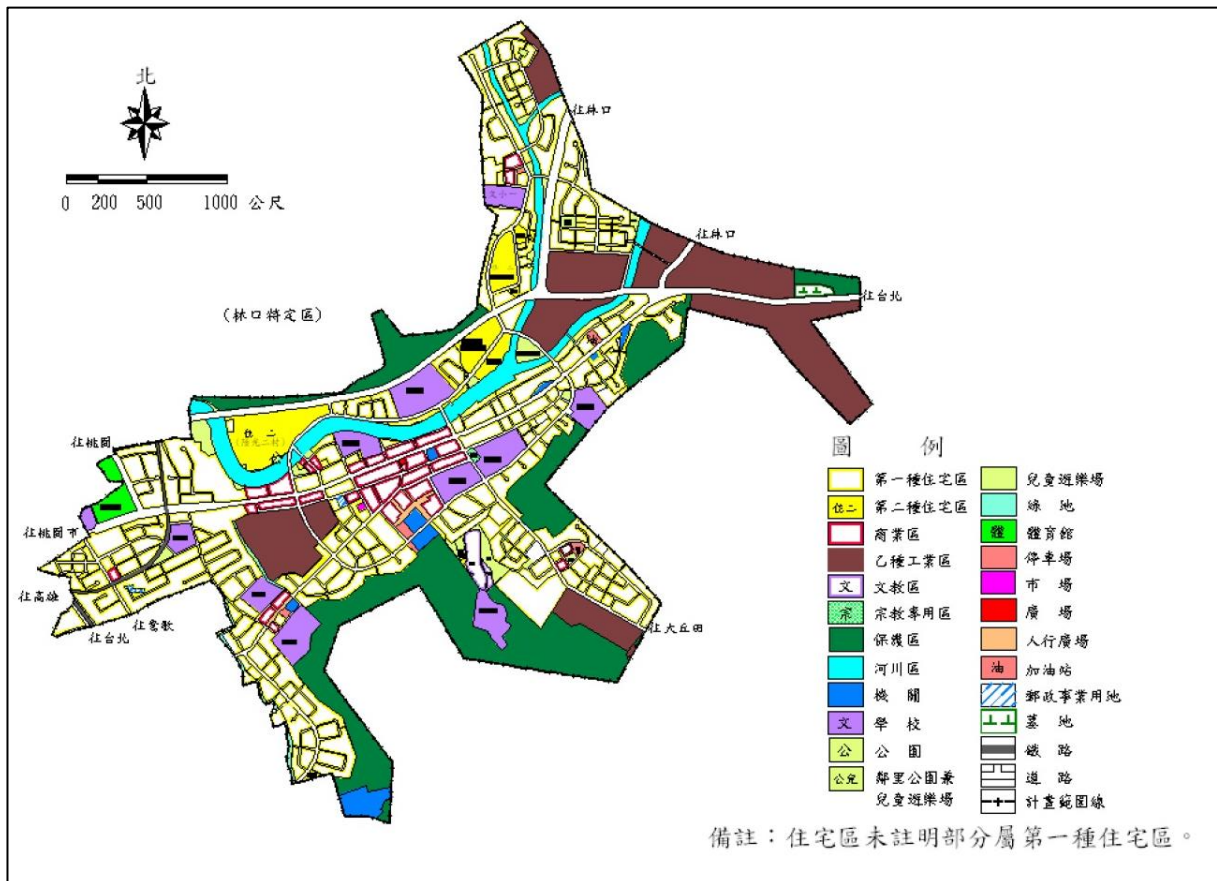 北
0 200 500 1000 公尺
往林口
往林口
往台北
(林口特定區)
文小一
住二
(陽光二村)
往桃園
往桃園市
往高雄
往鶯歌
往台北
往大丘田
圖 例
第一種住宅區
住二 第二種住宅區
商業區
乙種工業區
文 文教區
宗 宗教專用區
保護區
河川區
機 關
文 學 校
公 公 園
公兒 鄰里公園兼
兒童遊樂場
兒童遊樂場
綠 地
體 體育館
停車場
市 場
廣 場
人行廣場
油 加油站
郵政事業用地
墓 地
鐵 路
道 路
計畫範圍線
備註：住宅區未註明部分屬第一種住宅區。